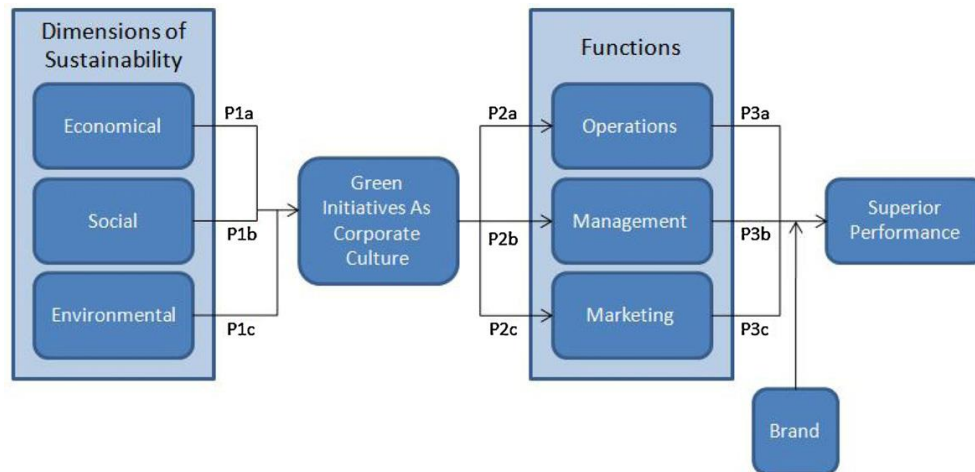 Dimensions of
Sustainability
Economical
Social
Environmental
P1a
P1b
P1c
Green
Initiatives As
Corporate
Culture
P2a
P2b
P2c
Functions
Operations
Management
Marketing
P3a
P3b
P3c
Superior
Performance
Brand